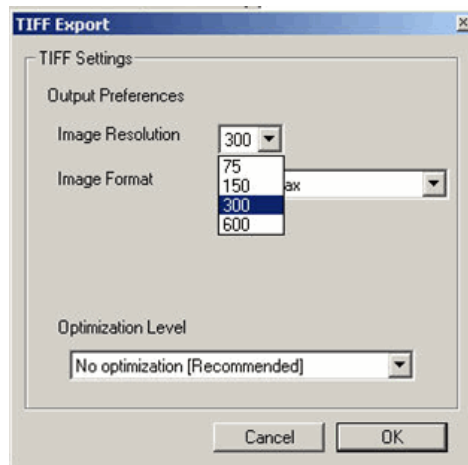 TIFF Export
TIFF Settings
Output Preferences
Image Resolution 300
75
Image Format 150 ax
300
600
Optimization Level
No optimization [Recommended]
Cancel OK